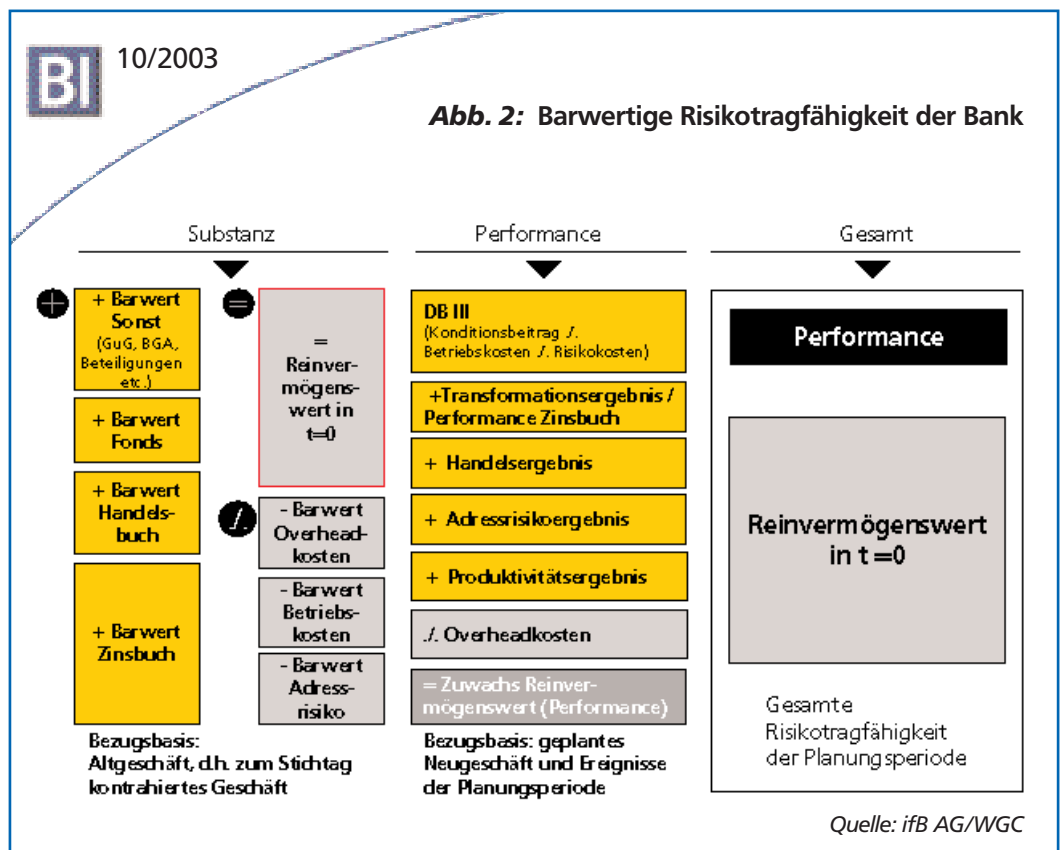 BI
10/2003
Abb. 2: Barwertige Risikotragfähigkeit der Bank
Substanz
+
+ Barwert
Sonst
(GuG, BGA,
Beteiligungen
etc.)
+ Barwert
Fonds
+ Barwert
Handels-
buch
+ Barwert
Zinsbuch
=
=
Reinver-
mögens-
wert in
t=0
./.
- Barwert
Overhead-
kosten
- Barwert
Betriebs-
kosten
- Barwert
Adress-
risiko
Bezugsbasis:
Altgeschäft, d.h. zum Stichtag
kontrahiertes Geschäft
Performance
DB III
(Konditionsbeitrag ./.
Betriebskosten ./. Risikokosten)
+Transformationsergebnis /
Performance Zinsbuch
+ Handelsergebnis
+ Adressrisikoergebnis
+ Produktivitätsergebnis
./. Overheadkosten
= Zuwachs Reinver-
mögenswert (Performance)
Bezugsbasis: geplantes
Neugeschäft und Ereignisse
der Planungsperiode
Gesamt
Performance
Reinvermögenswert
in t =0
Gesamte
Risikotragfähigkeit
der Planungsperiode
Quelle: ifB AG/WGC